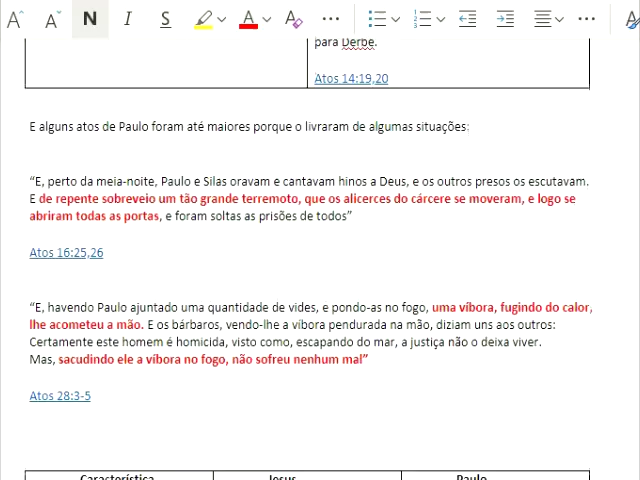 A A N I S A A
para Derbe.
Atos 14:19,20
E alguns atos de Paulo foram até maiores porque o livraram de algumas situações:
“E, perto da meia-noite, Paulo e Silas oravam e cantavam hinos a Deus, e os outros presos os escutavam.
E de repente sobreveio um tão grande terremoto, que os alicerces do cárcere se moveram, e logo se
abriram todas as portas, e foram soltas as prisões de todos”
Atos 16:25,26
“E, havendo Paulo ajuntado uma quantidade de vides, e pondo-as no fogo, uma víbora, fugindo do calor,
lhe acometeu a mão. E os bárbaros, vendo-lhe a víbora pendurada na mão, diziam uns aos outros:
Certamente este homem é homicida, visto como, escapando do mar, a justiça não o deixa viver.
Mas, sacudindo ele a víbora no fogo, não sofreu nenhum mal”
Atos 28:3-5
Característica Jesus Paulo